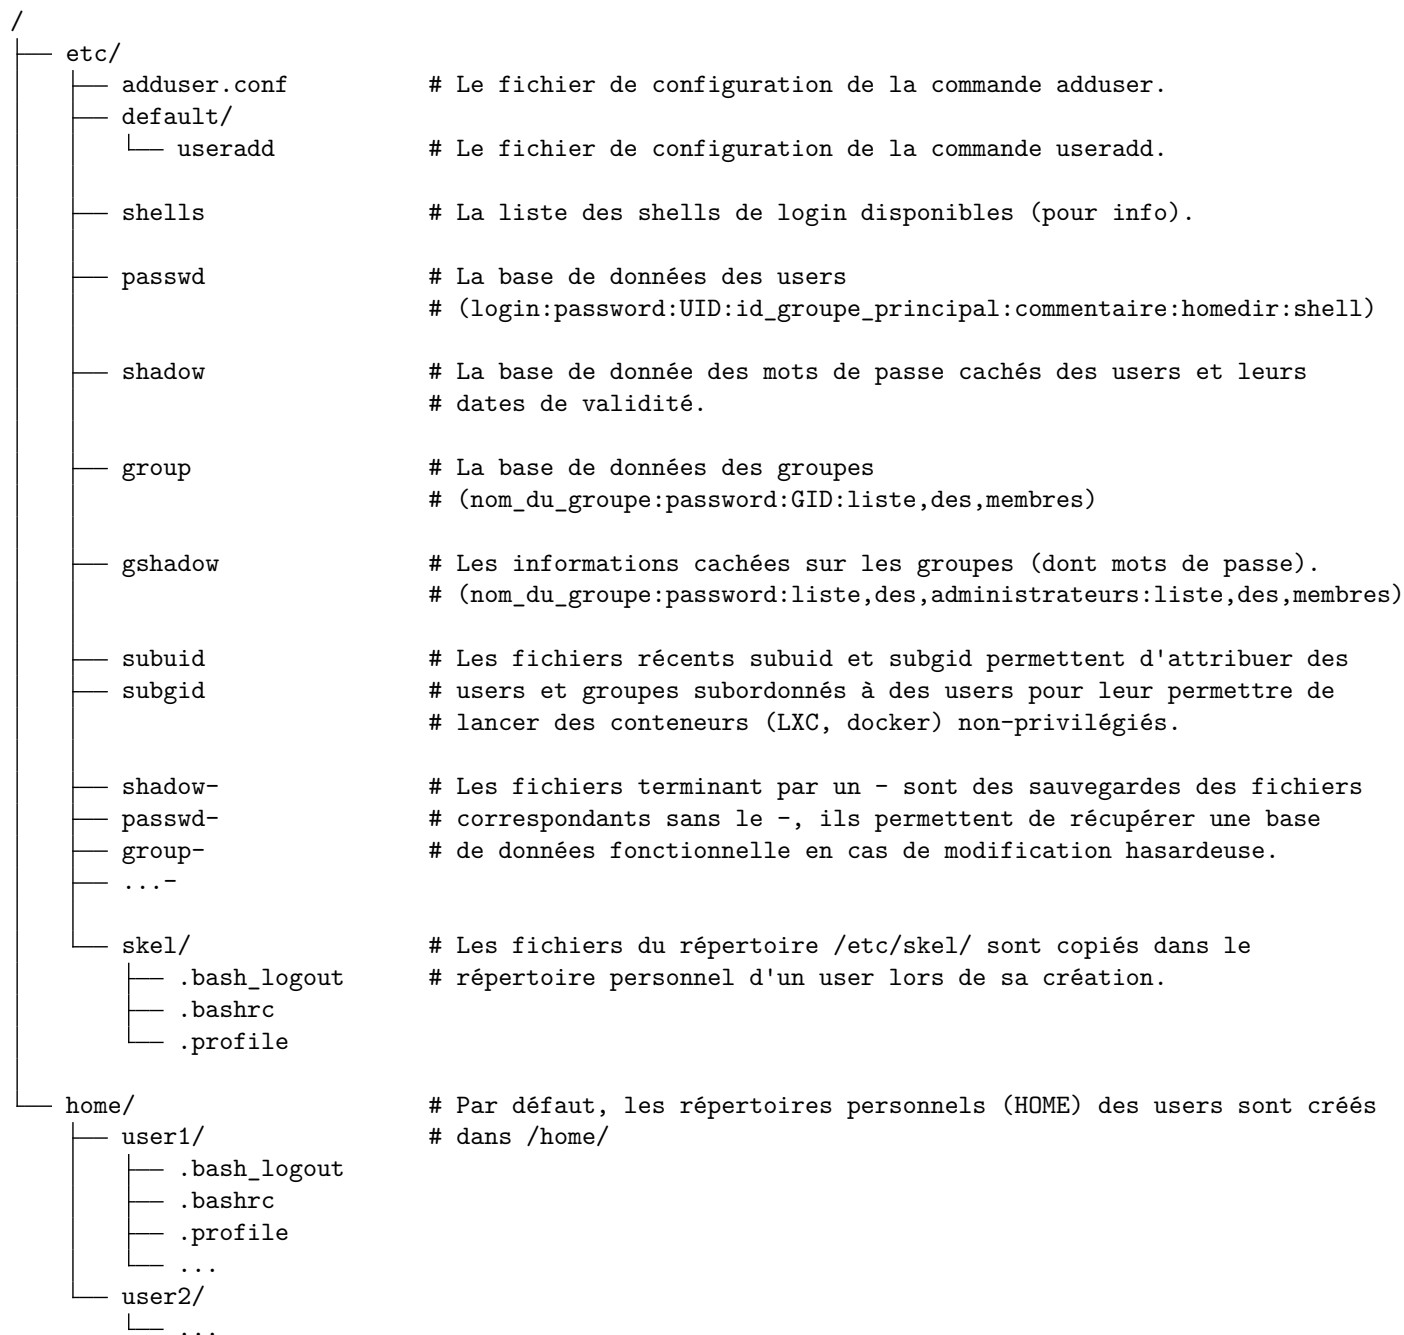 /
├── etc/
│   ├── adduser.conf         # Le fichier de configuration de la commande adduser.
│   ├── default/
│   │   └── useradd          # Le fichier de configuration de la commande useradd.
│   ├── shells               # La liste des shells de login disponibles (pour info).
│   ├── passwd               # La base de données des users
│   │                        # (login:password:UID:id_groupe_principal:commentaire:homedir:shell)
│   ├── shadow               # La base de donnée des mots de passe cachés des users et leurs
│   │                        # dates de validité.
│   ├── group                # La base de données des groupes
│   │                        # (nom_du_groupe:password:GID:liste,des,membres)
│   ├── gshadow              # Les informations cachées sur les groupes (dont mots de passe).
│   │                        # (nom_du_groupe:password:liste,des,administrateurs:liste,des,membres)
│   ├── subuid               # Les fichiers récents subuid et subgid permettent d'attribuer des
│   ├── subgid               # users et groupes subordonnés à des users pour leur permettre de
│   │                        # lancer des conteneurs (LXC, docker) non-privilégiés.
│   ├── shadow-              # Les fichiers terminant par un - sont des sauvegardes des fichiers
│   ├── passwd-              # correspondants sans le -, ils permettent de récupérer une base
│   ├── group-               # de données fonctionnelle en cas de modification hasardeuse.
│   ├── ...-
│   └── skel/                # Les fichiers du répertoire /etc/skel/ sont copiés dans le
│       ├── .bash_logout     # répertoire personnel d'un user lors de sa création.
│       ├── .bashrc
│       └── .profile
└── home/                    # Par défaut, les répertoires personnels (HOME) des users sont créés
    ├── user1/               # dans /home/
    │   ├── .bash_logout
    │   ├── .bashrc
    │   ├── .profile
    │   └── ...
    └── user2/
        └── ...